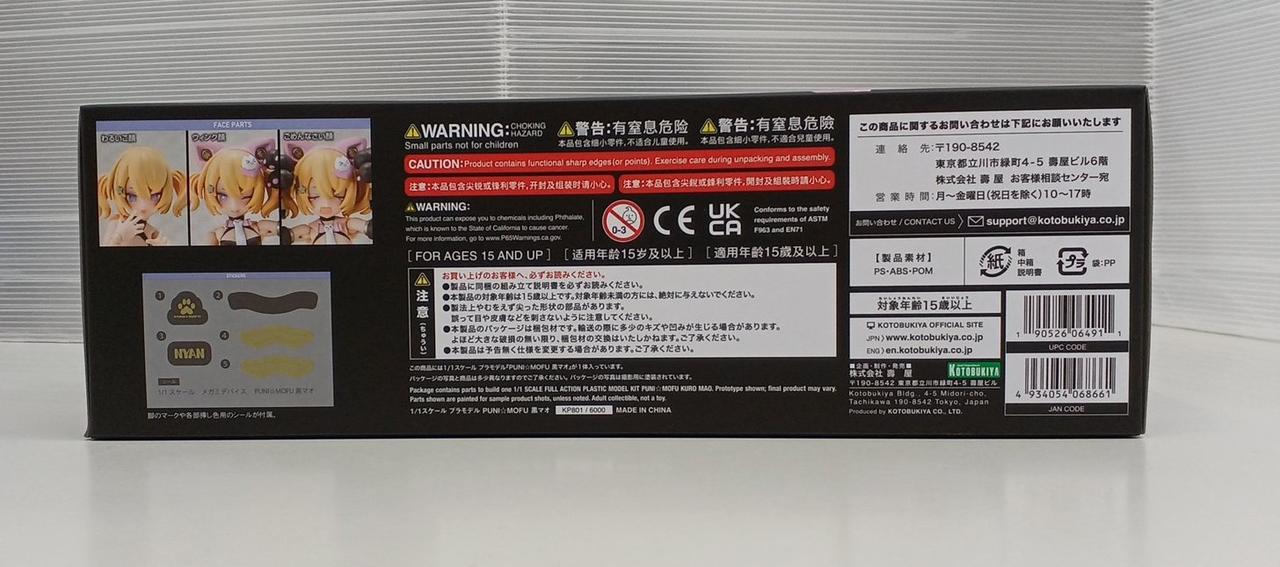 FACE PARTS
わるいこ顔
ウィンク顔
ごめんなさい顔
STICKERS
1
2
3
4
5
NYAN
シール
1/1スケール メガミデバイス PUNI☆MOFU 黒マオ
脚のマークや各部挿し色用のシールが付属。
WARNING: CHOKING HAZARD
Small parts not for children
警告:有窒息危险
本品包含细小零件,不适合儿童使用。
警告:有窒息危險
本品包含細小零件,不適合兒童使用。
CAUTION:Product contains functional sharp edges(or points). Exercise care during unpacking and assembly.
注意:本品包含尖锐或锋利零件,开封及组装时请小心。
注意:本品包含尖銳或鋒利零件,開封及組裝時請小心。
WARNING:
This product can expose you to chemicals including Phthalate,
which is known to the State of California to cause cancer.
For more information, go to www.P65Warnings.ca.gov.
0-3
CE
UK
CA
Conforms to the safety
requirements of ASTM
F963 and EN71
[FOR AGES 15 AND UP] [适用年龄15岁及以上] [適用年齡15歲及以上]
注意(ちゅうい)
お買い上げのお客様へ、必ずお読みください。
●製品に同梱の組み立て説明書を必ずお読みください。
●本製品の対象年齢は15歳以上です。対象年齢未満の方には、絶対に与えないでください。
●製法上やむをえず尖った形状の部品があります。
誤って目や皮膚などを刺さないように注意してください。
●本製品のパッケージは梱包材です。輸送の際に多少のキズや凹みが生じる場合があります。
よほど大きな破損の無い限り、梱包材の交換はいたしかねます。ご了承ください。
●本製品は予告無く仕様を変更する場合があります。ご了承ください。
この商品には1/1スケール プラモデル「PUNI☆MOFU 黒マオ」が1体入っています。
パッケージの写真と商品は多少異なりますのでご了承ください。パッケージの写真は撮影用に塗装されています。
Package contains parts to build one 1/1 SCALE FULL ACTION PLASTIC MODEL KIT PUNI☆MOFU KURO MAO. Prototype shown; final product may vary.
Parts shown are painted for sample product shots, unless noted. Adult collectible, not a toy.
1/1スケール プラモデル PUNI☆MOFU 黒マオ KP801 / 6000 MADE IN CHINA
この商品に関するお問い合わせは下記にお願いいたします
連絡先:〒190-8542
東京都立川市緑町4-5 壽屋ビル6階
株式会社 壽屋 お客様相談センター宛
営業時間:月～金曜日(祝日を除く)10～17時
お問い合わせ / CONTACT US support@kotobukiya.co.jp
【製品素材】
PS・ABS・POM
紙
箱
中箱
説明書
プラ
袋:PP
対象年齢15歳以上
KOTOBUKIYA OFFICIAL SITE
JPN) www.kotobukiya.co.jp
ENG) en.kotobukiya.co.jp
■企画・制作・発売■
株式会社 壽屋
KOTOBUKIYA
〒190-8542 東京都立川市緑町4-5 壽屋ビル
Kotobukiya Bldg., 4-5 Midori-cho,
Tachikawa 190-8542 Tokyo, Japan
Produced by KOTOBUKIYA CO., LTD.
1 90526 06491 1
UPC CODE
4 934054 068661
JAN CODE